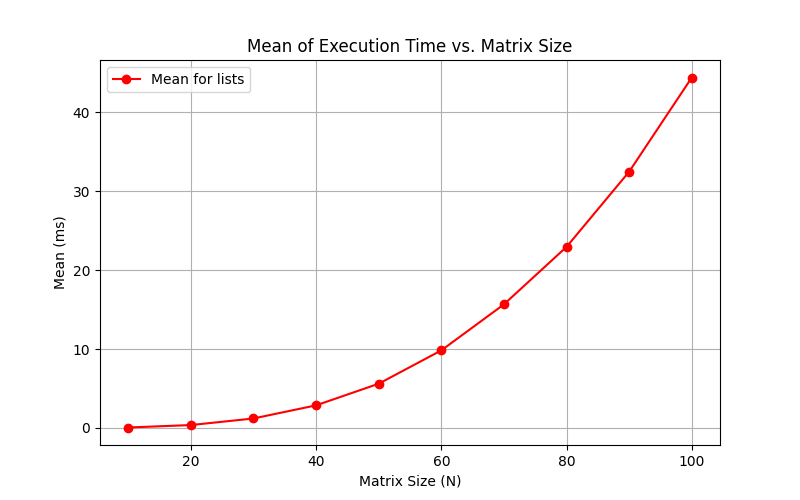 Mean of Execution Time vs. Matrix Size
Mean for lists
40
30
20
10
0
Mean (ms)
20 40 60 80 100
Matrix Size (N)